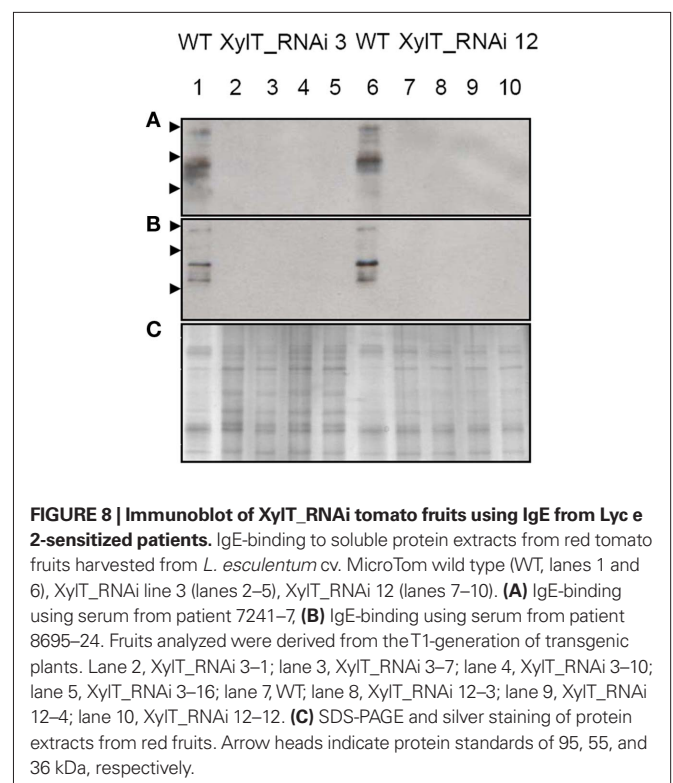 WT XylT_RNAi 3 WT XylT_RNAi 12
1 2 3 4 5 6 7 8 9 10
A
B
C
FIGURE 8 | Immunoblot of XylT_RNAi tomato fruits using IgE from Lyc e
2-sensitized patients. IgE-binding to soluble protein extracts from red tomato
fruits harvested from L. esculentum cv. MicroTom wild type (WT, lanes 1 and
6), XylT_RNAi line 3 (lanes 2–5), XylT_RNAi 12 (lanes 7–10). (A) IgE-binding
using serum from patient 7241–7, (B) IgE-binding using serum from patient
8695–24. Fruits analyzed were derived from the T1-generation of transgenic
plants. Lane 2, XylT_RNAi 3–1; lane 3, XylT_RNAi 3–7; lane 4, XylT_RNAi 3–10;
lane 5, XylT_RNAi 3–16; lane 7, WT; lane 8, XylT_RNAi 12–3; lane 9, XylT_RNAi
12–4; lane 10, XylT_RNAi 12–12. (C) SDS-PAGE and silver staining of protein
extracts from red fruits. Arrow heads indicate protein standards of 95, 55, and
36 kDa, respectively.